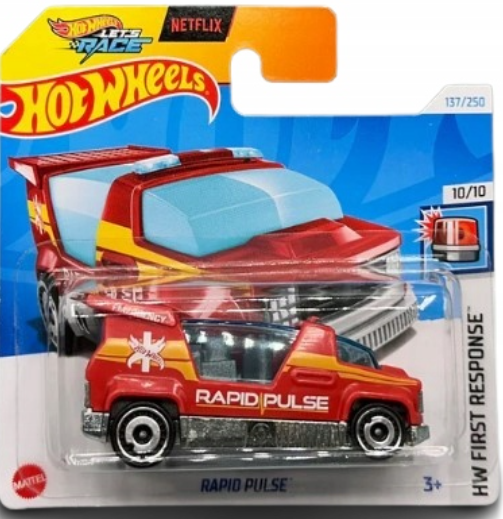 HOT WHEELS
LET'S
RACE
NETFLIX
HOT WHEELS
137/250
10/10
HW FIRST RESPONSE
EMERGENCY
RAPID PULSE
MATTEL
RAPID PULSE
3+